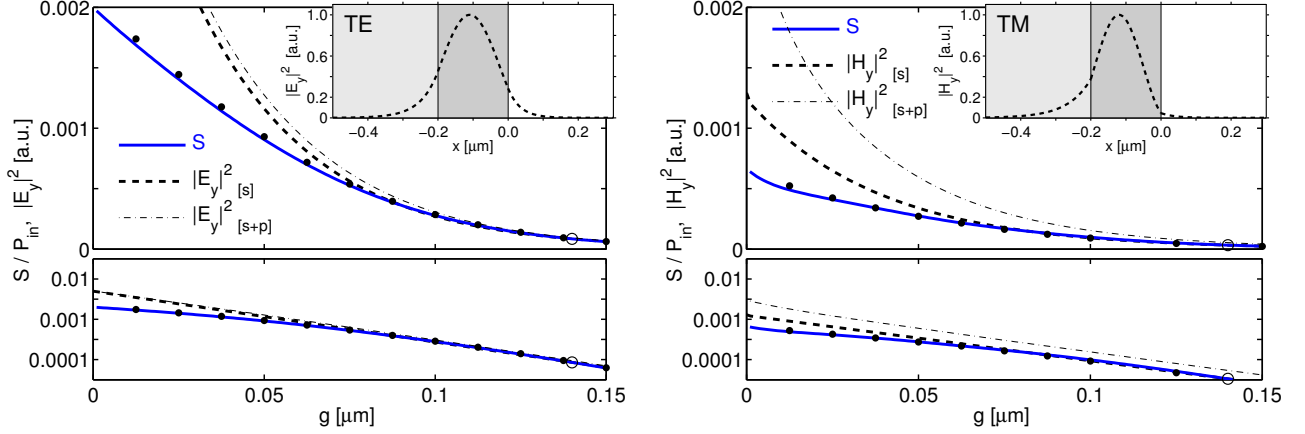 0.002
0.001
0
S / P_in, |E_y|^2 [a.u.]
S
|E_y|^2 [s]
|E_y|^2 [s+p]
TE
|E_y|^2 [a.u.]
1.0
0.8
0.4
0.2
0
−0.4 −0.2 0.0 0.2
x [μm]
0.01
0.001
0.0001
0 0.05 0.1 0.15
g [μm]
0.002
0.001
0
S / P_in, |H_y|^2 [a.u.]
S
|H_y|^2 [s]
|H_y|^2 [s+p]
TM
|H_y|^2 [a.u.]
1.0
0.8
0.4
0.2
0
−0.4 −0.2 0.0 0.2
x [μm]
0.01
0.001
0.0001
0 0.05 0.1 0.15
g [μm]